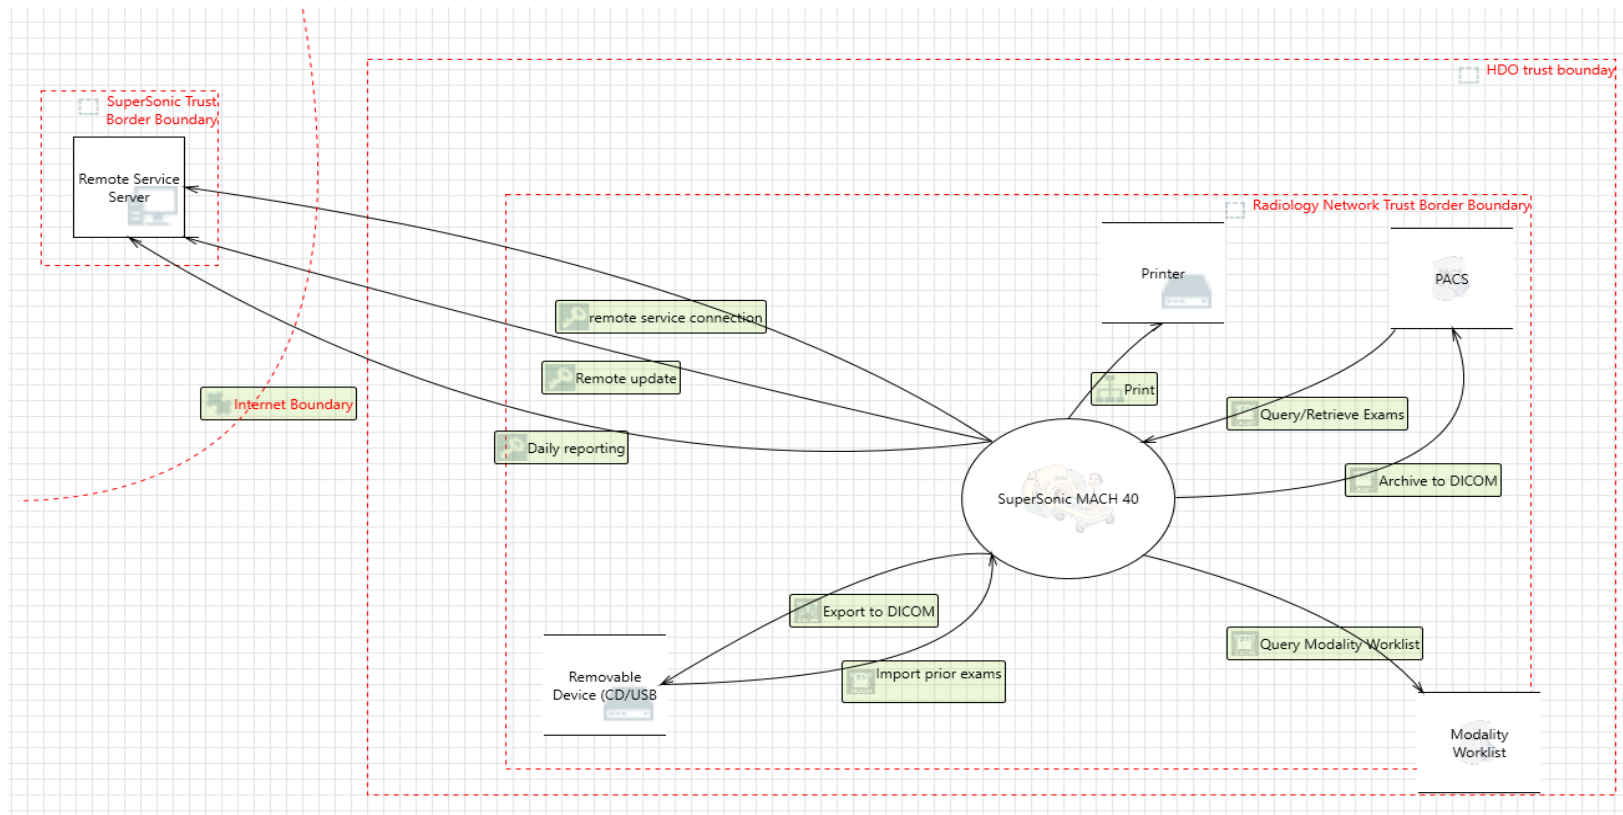 HDO trust bounday
SuperSonic Trust
Border Boundary
Remote Service
Server
Radiology Network Trust Border Boundary
Printer
PACS
remote service connection
Remote update
Print
Internet Boundary
Query/Retrieve Exams
Daily reporting
Archive to DICOM
SuperSonic MACH 40
Export to DICOM
Query Modality Worklist
Import prior exams
Removable
Device (CD/USB
Modality
Worklist